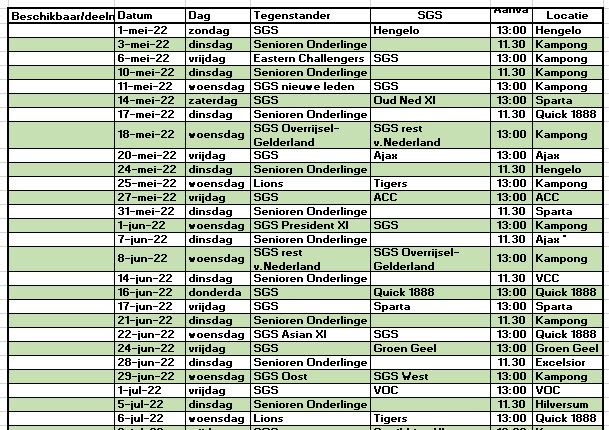 Beschikbaar/deeln Datum Dag Tegenstander SGS Aanva Locatie
1-mei-22 zondag SGS Hengelo 13:00 Hengelo
3-mei-22 dinsdag Senioren Onderlinge 11.30 Kampong
6-mei-22 vrijdag Eastern Challengers SGS 13:00 Kampong
10-mei-22 dinsdag Senioren Onderlinge 11.30 Kampong
11-mei-22 woensdag SGS nieuwe leden SGS 13:00 Kampong
14-mei-22 zaterdag SGS Oud Ned XI 13:00 Sparta
17-mei-22 dinsdag Senioren Onderlinge 11.30 Quick 1888
18-mei-22 woensdag SGS Overrijsel-Gelderland SGS rest v.Nederland 13:00 Kampong
20-mei-22 vrijdag SGS Ajax 13:00 Ajax
24-mei-22 dinsdag Senioren Onderlinge 11.30 Hengelo
25-mei-22 woensdag Lions Tigers 13:00 Kampong
27-mei-22 vrijdag SGS ACC 13:00 ACC
31-mei-22 dinsdag Senioren Onderlinge 11.30 Sparta
1-jun-22 woensdag SGS President XI SGS 13:00 Kampong
7-jun-22 dinsdag Senioren Onderlinge 11.30 Ajax "
8-jun-22 woensdag SGS rest v.Nederland SGS Overrijsel-Gelderland 13:00 Kampong
14-jun-22 dinsdag Senioren Onderlinge 11.30 VCC
16-jun-22 donderda SGS Quick 1888 13:00 Quick 1888
17-jun-22 vrijdag SGS Sparta 13:00 Sparta
21-jun-22 dinsdag Senioren Onderlinge 11.30 Kampong
22-jun-22 woensdag SGS Asian XI SGS 13:00 Quick 1888
24-jun-22 vrijdag SGS Groen Geel 13:00 Groen Geel
28-jun-22 dinsdag Senioren Onderlinge 11.30 Excelsior
29-jun-22 woensdag SGS Oost SGS West 13:00 Kampong
1-jul-22 vrijdag SGS VOC 13:00 VOC
5-jul-22 dinsdag Senioren Onderlinge 11.30 Hilversum
6-jul-22 woensdag Lions Tigers 13:00 Quick 1888